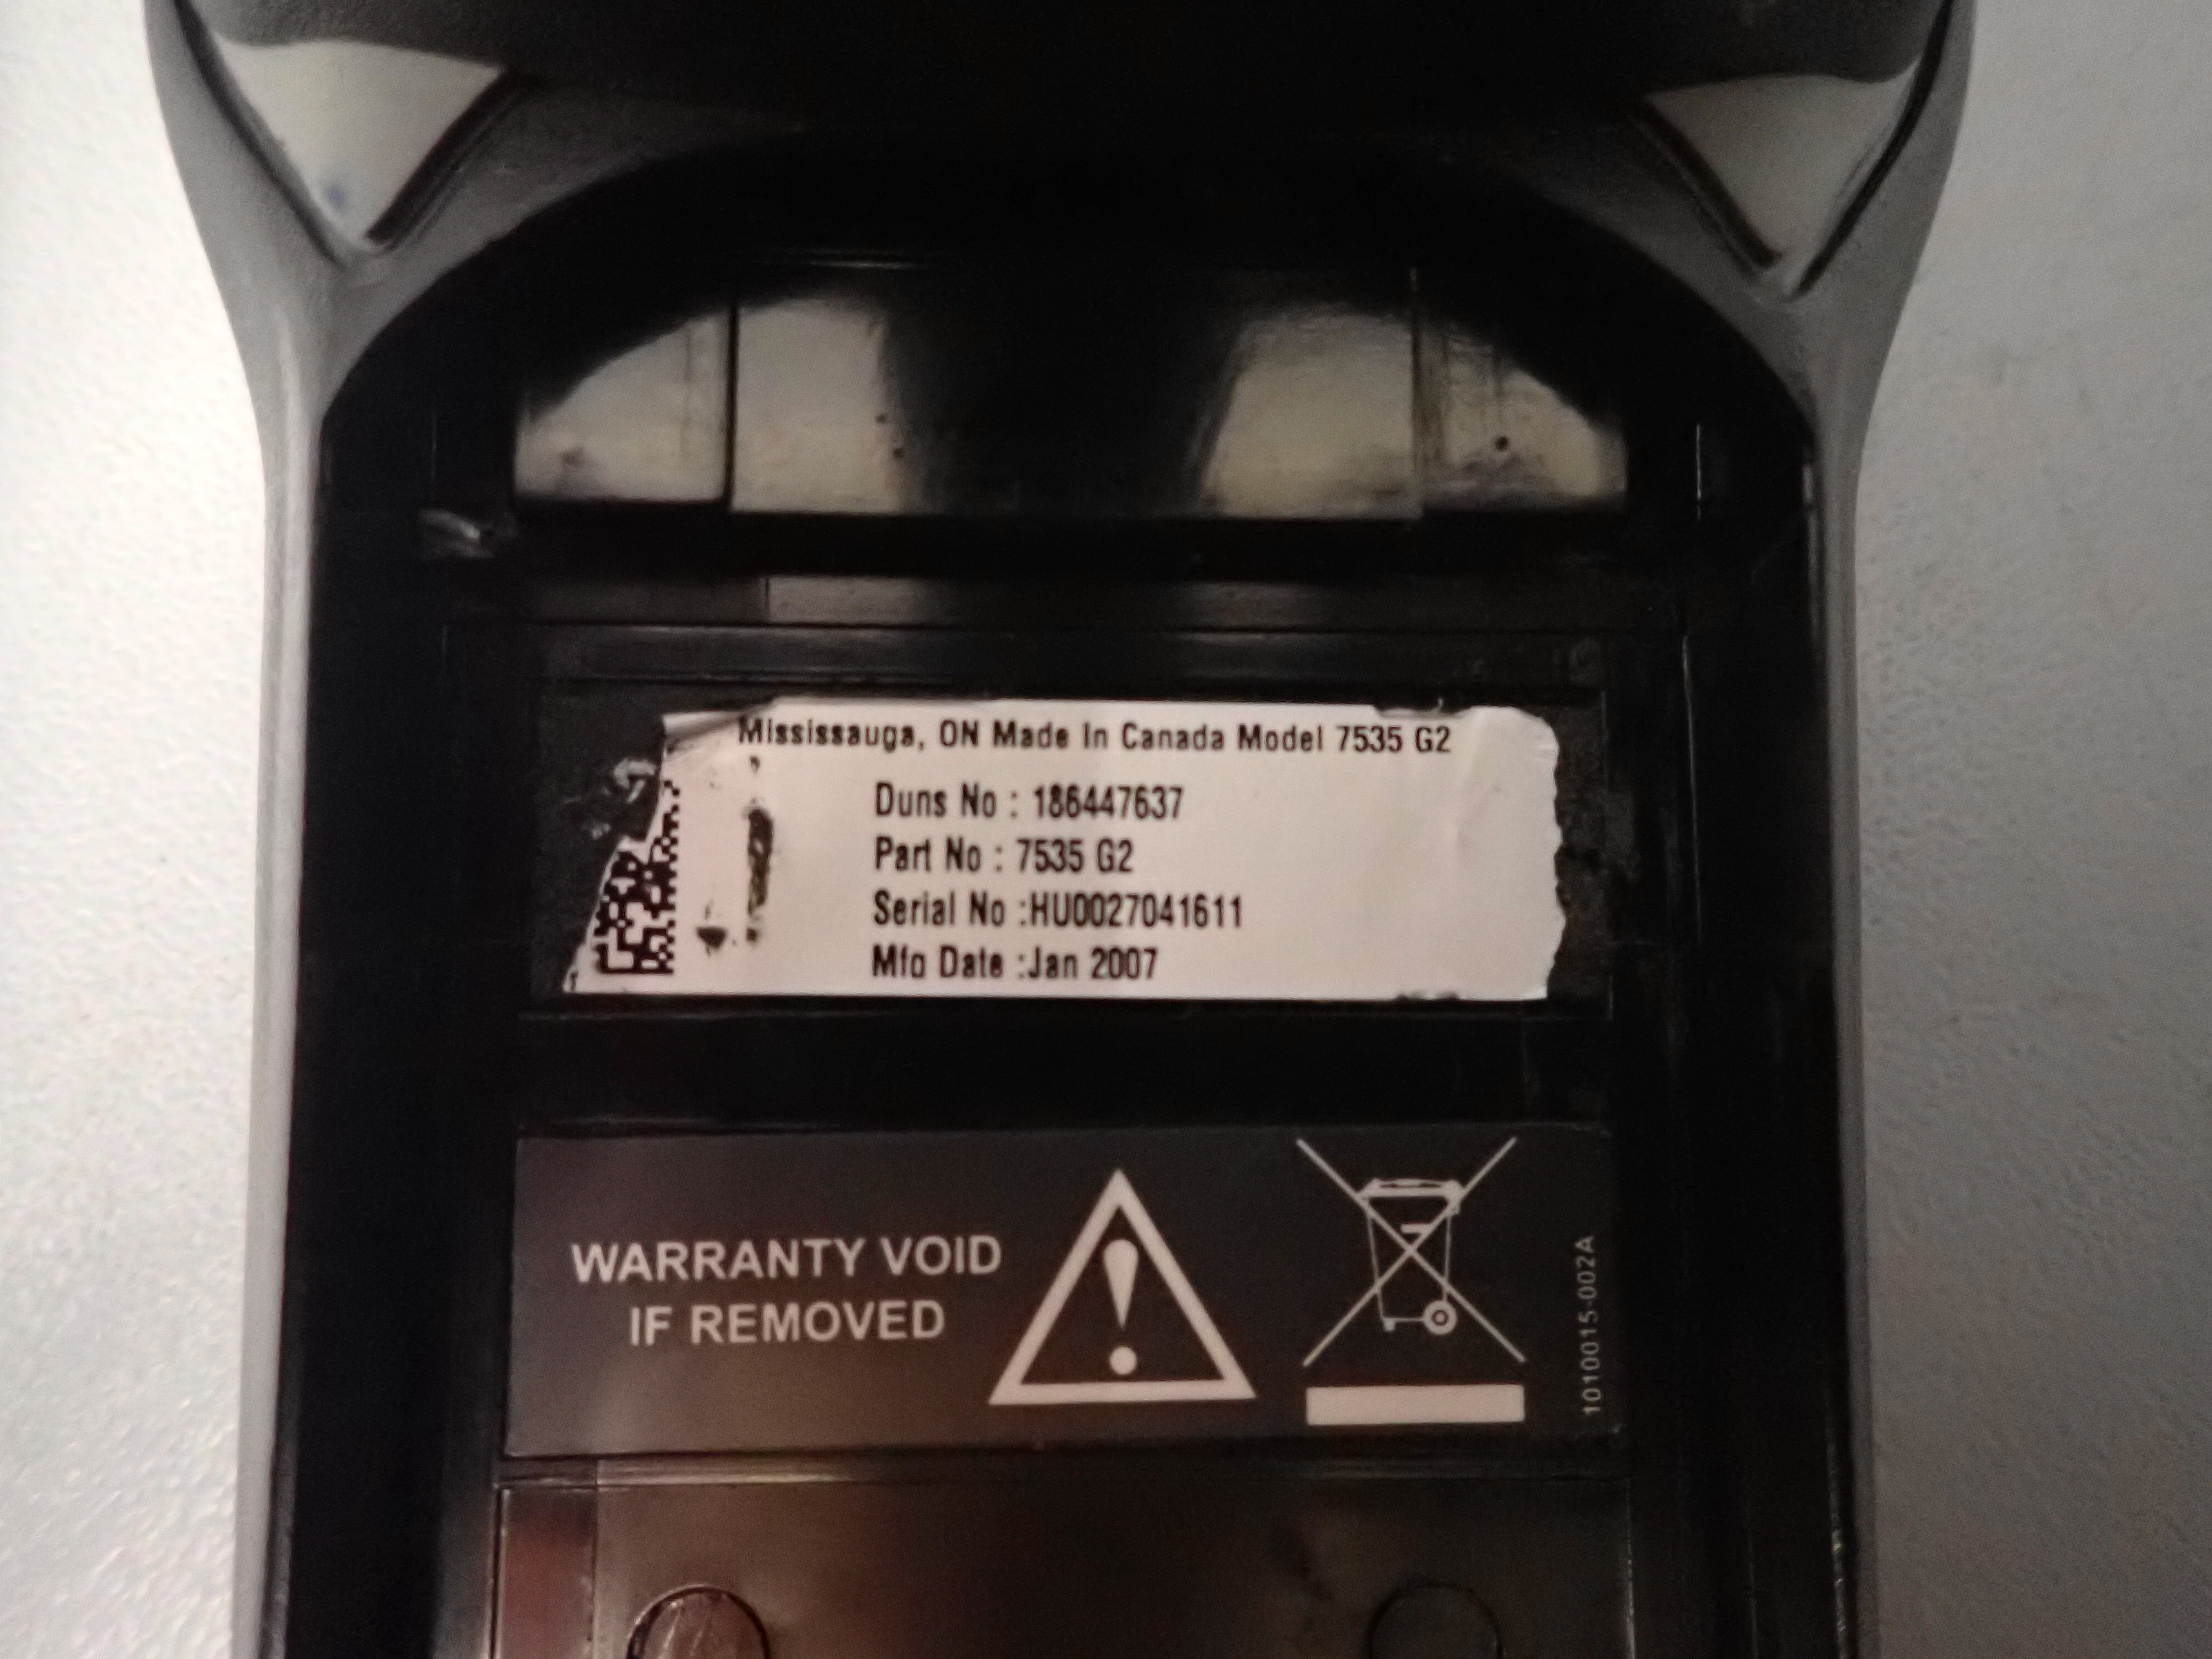 Mississauga, ON Made In Canada Model 7535 G2
Duns No : 186447637
Part No : 7535 G2
Serial No :HU0027041611
Mfg Date :Jan 2007
WARRANTY VOID
IF REMOVED
1010015-002A